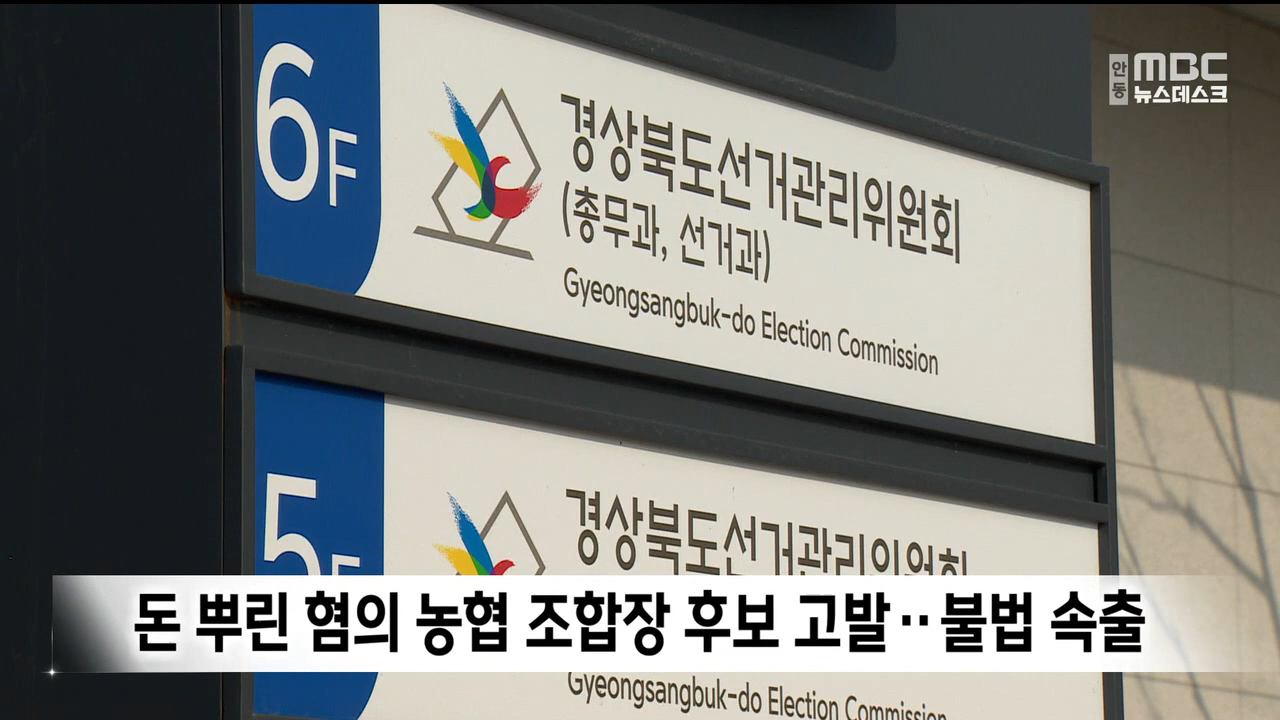 안동
MBC
뉴스데스크
6F
경상북도선거관리위원회
(총무과, 선거과)
Gyeongsangbuk-do Election Commission
5F
경상북도선거관리위원회
돈 뿌린 혐의 농협 조합장 후보 고발‥불법 속출
Gyeongsangbuk-do Election Commission